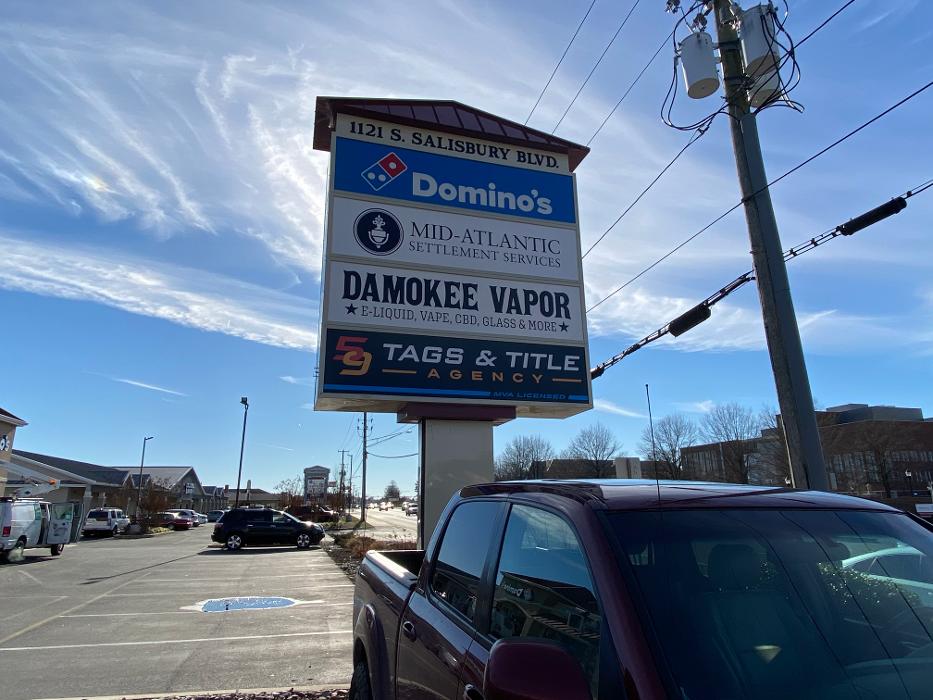 1121 S. SALISBURY BLVD.
Domino's
MID-ATLANTIC
SETTLEMENT SERVICES
DAMOKEE VAPOR
★ E-LIQUID, VAPE, CBD, GLASS & MORE ★
59 TAGS & TITLE
AGENCY
MVA LICENSED